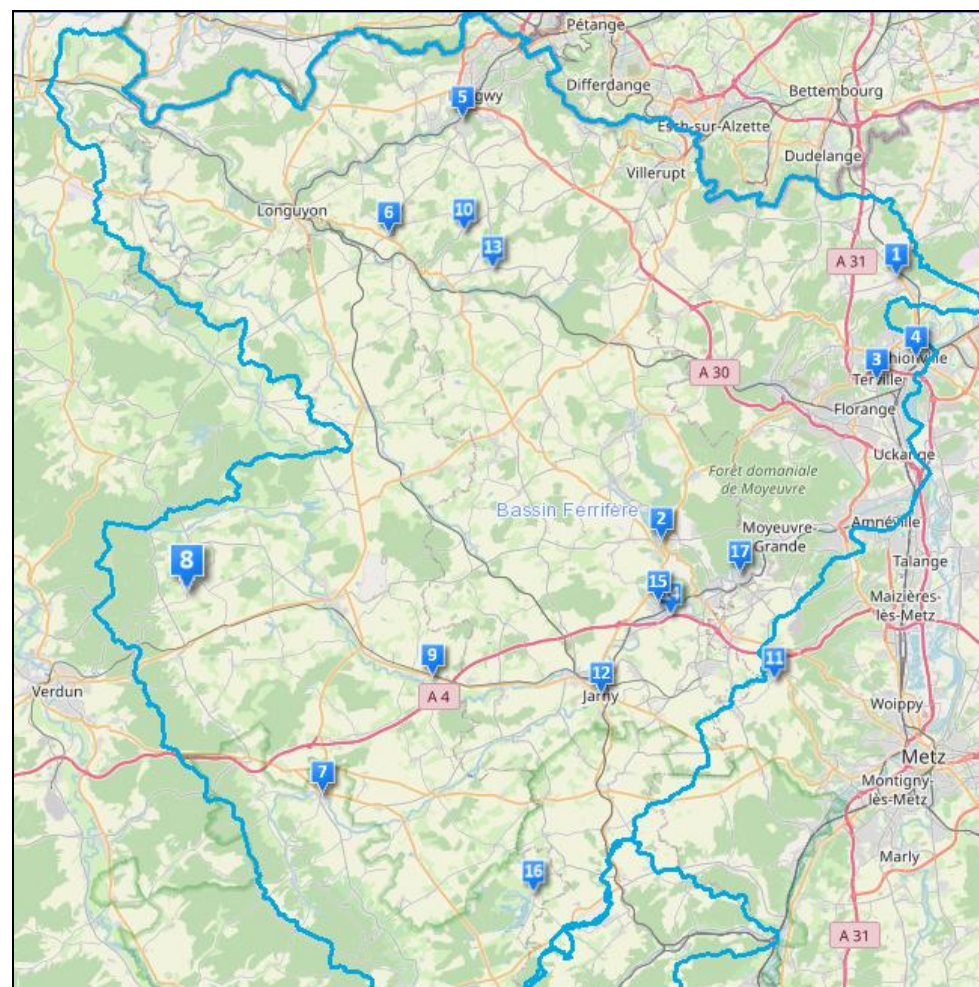 Pétange
Differdange
Bettembourg
5
gwy
Esch-sur-Alzette
Dudelange
Villerupt
Longuyon
6
10
13
A 31
1
4
3
Florange
A 30
Uckange
Forêt domaniale
de Moyeuvre
Bassin Ferrifère
2
Amnéville
Moyeuvre-
Grande
17
Talange
8
15
Maizières-
lès-Metz
9
12
11
A 4
Jarny
Verdun
Woippy
Metz
7
Montigny-
lès-Metz
Marly
16
A 31